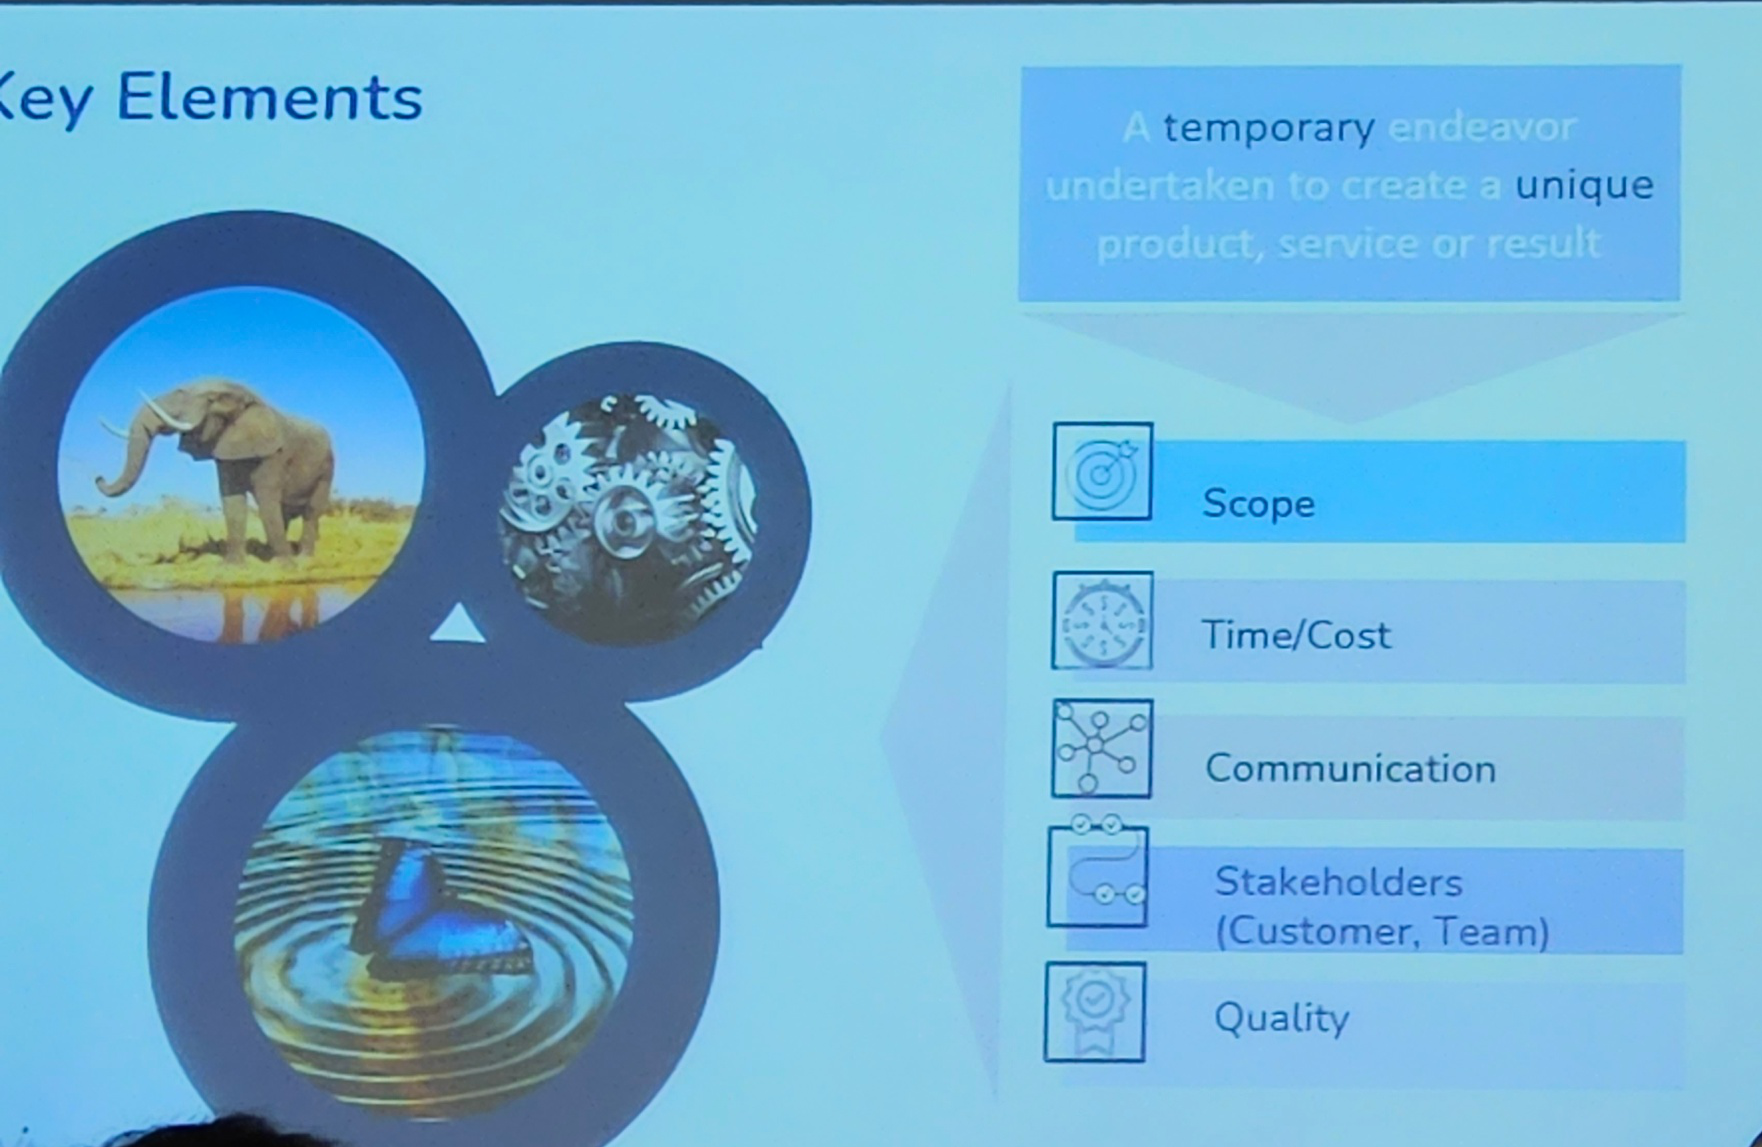 Key Elements
A temporary endeavor
undertaken to create a unique
product, service or result
Scope
Time/Cost
Communication
Stakeholders
(Customer, Team)
Quality